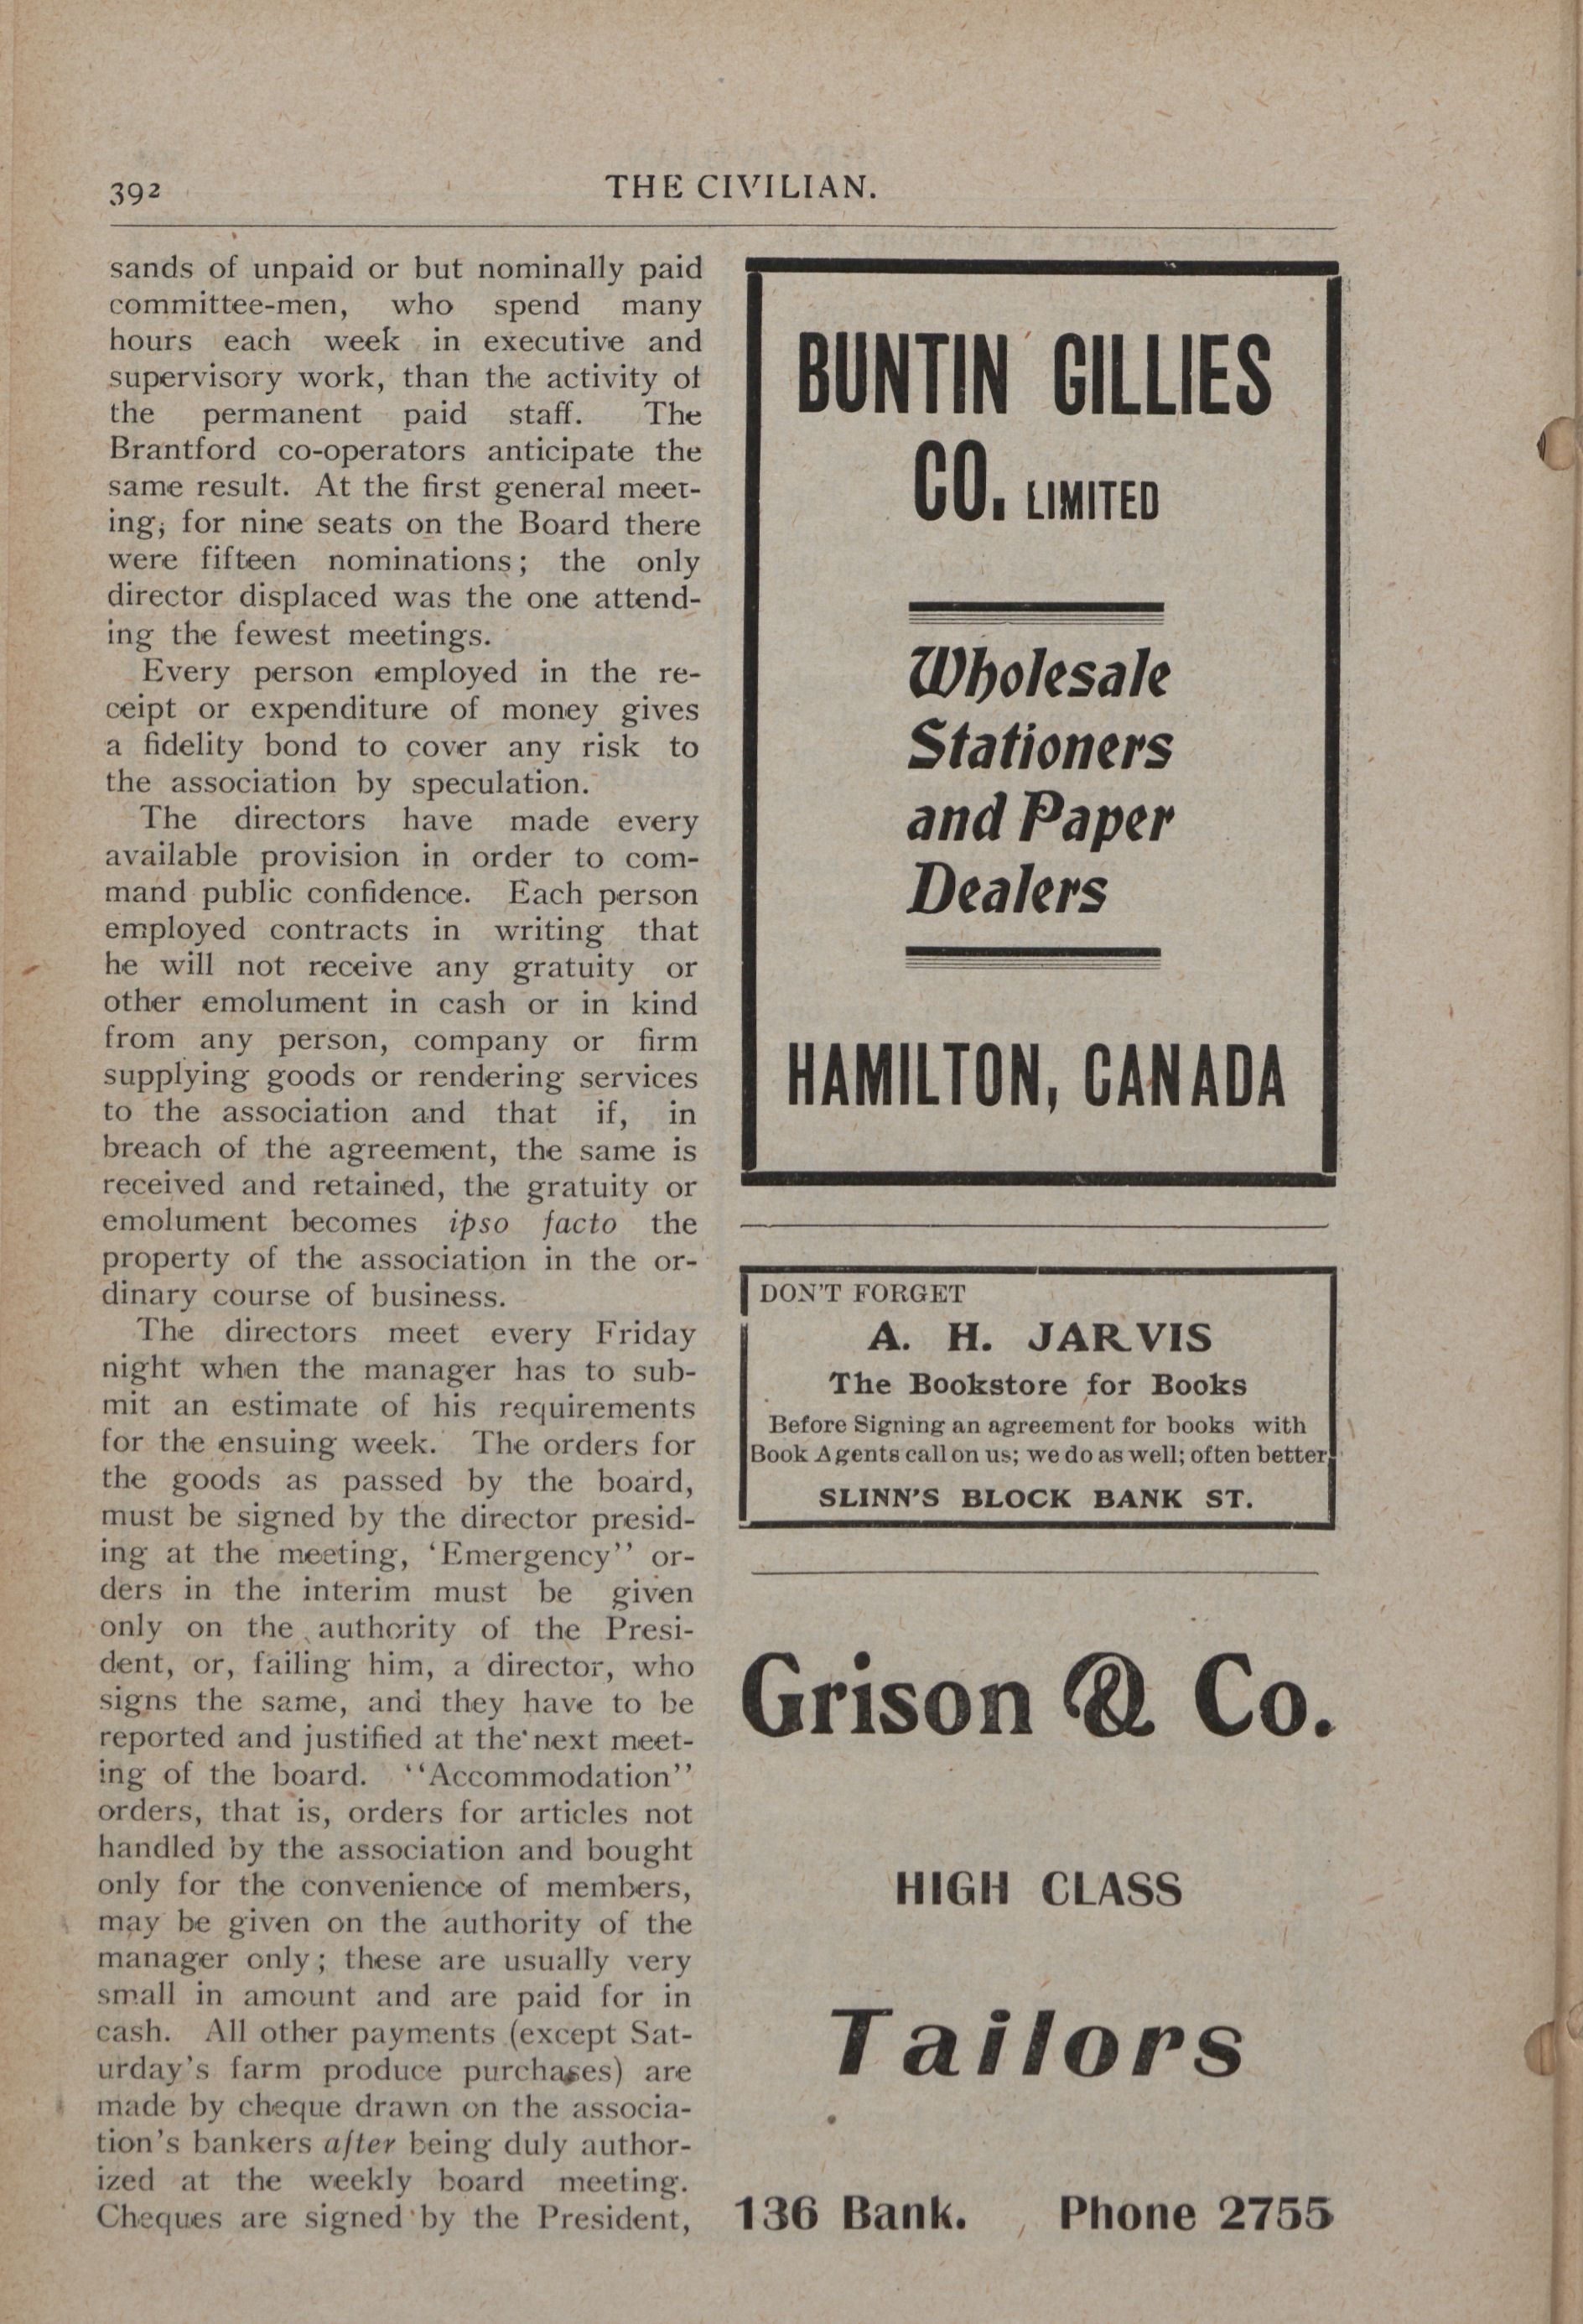 392
THE CIVILIAN.
sands of unpaid or but nominally paid
committee-men, who spend many
hours each week in executive and
supervisory work, than the activity of
the permanent paid staff. The
Brantford co-operators anticipate the
same result. At the first general meet-
ing; for nine seats on the Board there
were fifteen nominations; the only
director displaced was the one attend-
ing the fewest meetings.
Every person employed in the re-
ceipt or expenditure of money gives
a fidelity bond to cover any risk to
the association by speculation.
The directors have made every
available provision in order to com-
mand public confidence. Each person
employed contracts in writing that
he will not receive any gratuity or
other emolument in cash or in kind
from any person, company or firm
supplying goods or rendering services
to the association and that if, in
breach of the agreement, the same is
received and retained, the gratuity or
emolument becomes ipso facto the
property of the association in the or-
dinary course of business.
The directors meet every Friday
night when the manager has to sub-
mit an estimate of his requirements
for the ensuing week. The orders for
the goods as passed by the board,
must be signed by the director presid-
ing at the meeting, 'Emergency'' or-
ders in the interim must be given
only on the authority of the Presi-
dent, or, failing him, a director, who
signs the same, and they have to be
reported and justified at the next meet-
ing of the board. ''Accommodation''
orders, that is, orders for articles not
handled by the association and bought
only for the convenience of members,
may be given on the authority of the
manager only; these are usually very
small in amount and are paid for in
cash. All other payments (except Sat-
urday's farm produce purchases) are
made by cheque drawn on the associa-
tion's bankers after being duly author-
ized at the weekly board meeting.
Cheques are signed by the President,
BUNTIN GILLIES
CO. LIMITED
Wholesale
Stationers
and Paper
Dealers
HAMILTON, CANADA
DON'T FORGET
A. H. JARVIS
The Bookstore for Books
Before Signing an agreement for books with
Book Agents call on us; we do as well; often better.
SLINN'S BLOCK BANK ST.
Grison & Co.
HIGH CLASS
Tailors
136 Bank. Phone 2755